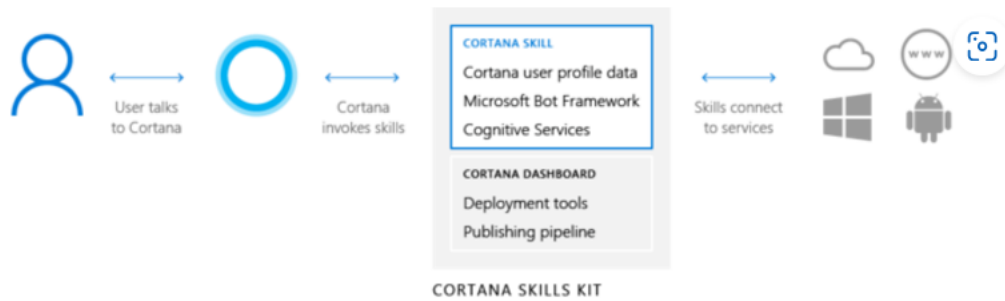 User talks
to Cortana
Cortana
invokes skills
CORTANA SKILL
Cortana user profile data
Microsoft Bot Framework
Cognitive Services
CORTANA DASHBOARD
Deployment tools
Publishing pipeline
Skills connect
to services
www
CORTANA SKILLS KIT